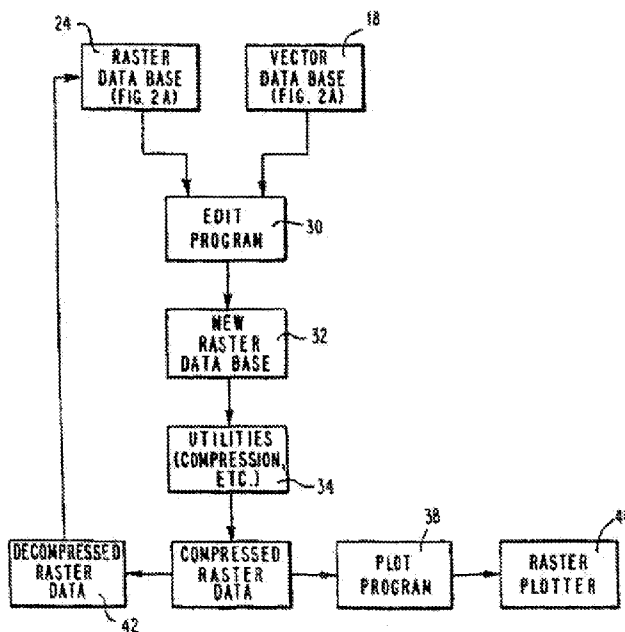 24
RASTER
DATA BASE
(FIG. 2A)
18
VECTOR
DATA BASE
(FIG. 2A)
EDIT
PROGRAM
30
NEW
RASTER
DATA BASE
32
UTILITIES
(COMPRESSION,
ETC.)
34
DECOMPRESSED
RASTER
DATA
42
COMPRESSED
RASTER
DATA
38
PLOT
PROGRAM
RASTER
PLOTTER